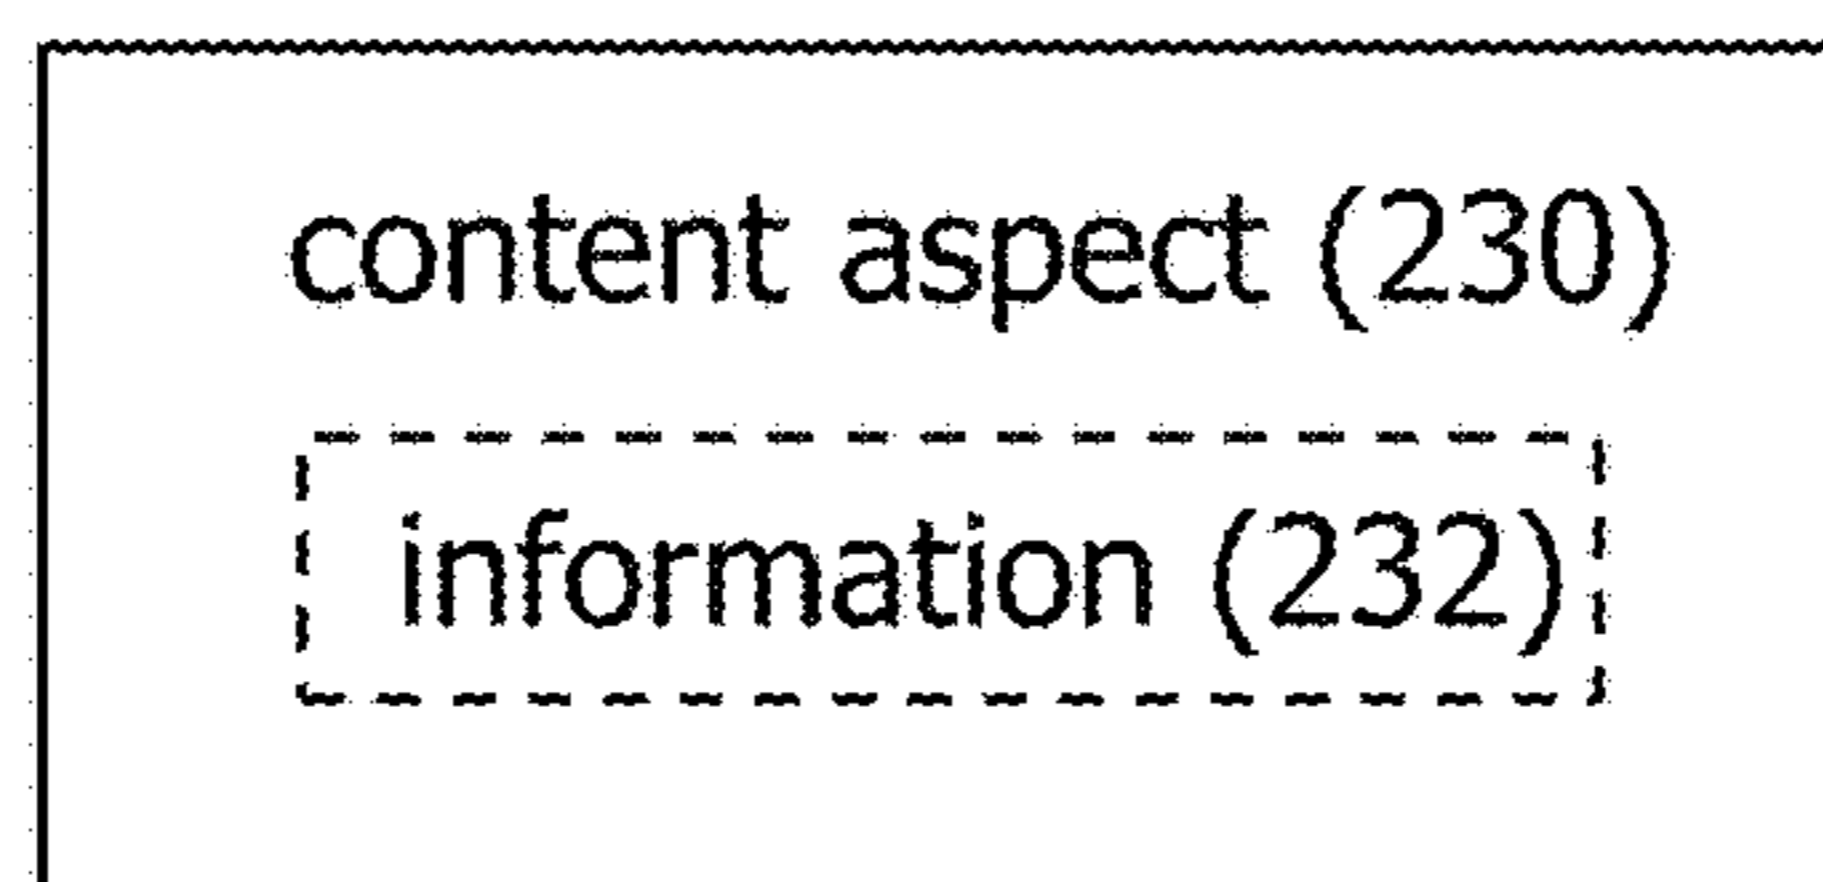 content aspect (230)
information (232)